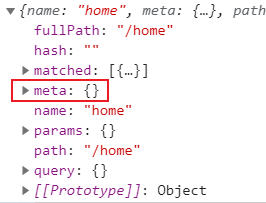 ▼ {name: "home", meta: {…}, path
fullPath: "/home"
hash: ""
▶ matched: [{…}]
▶ meta: {}
name: "home"
▶ params: {}
path: "/home"
▶ query: {}
▶ [[Prototype]]: Object